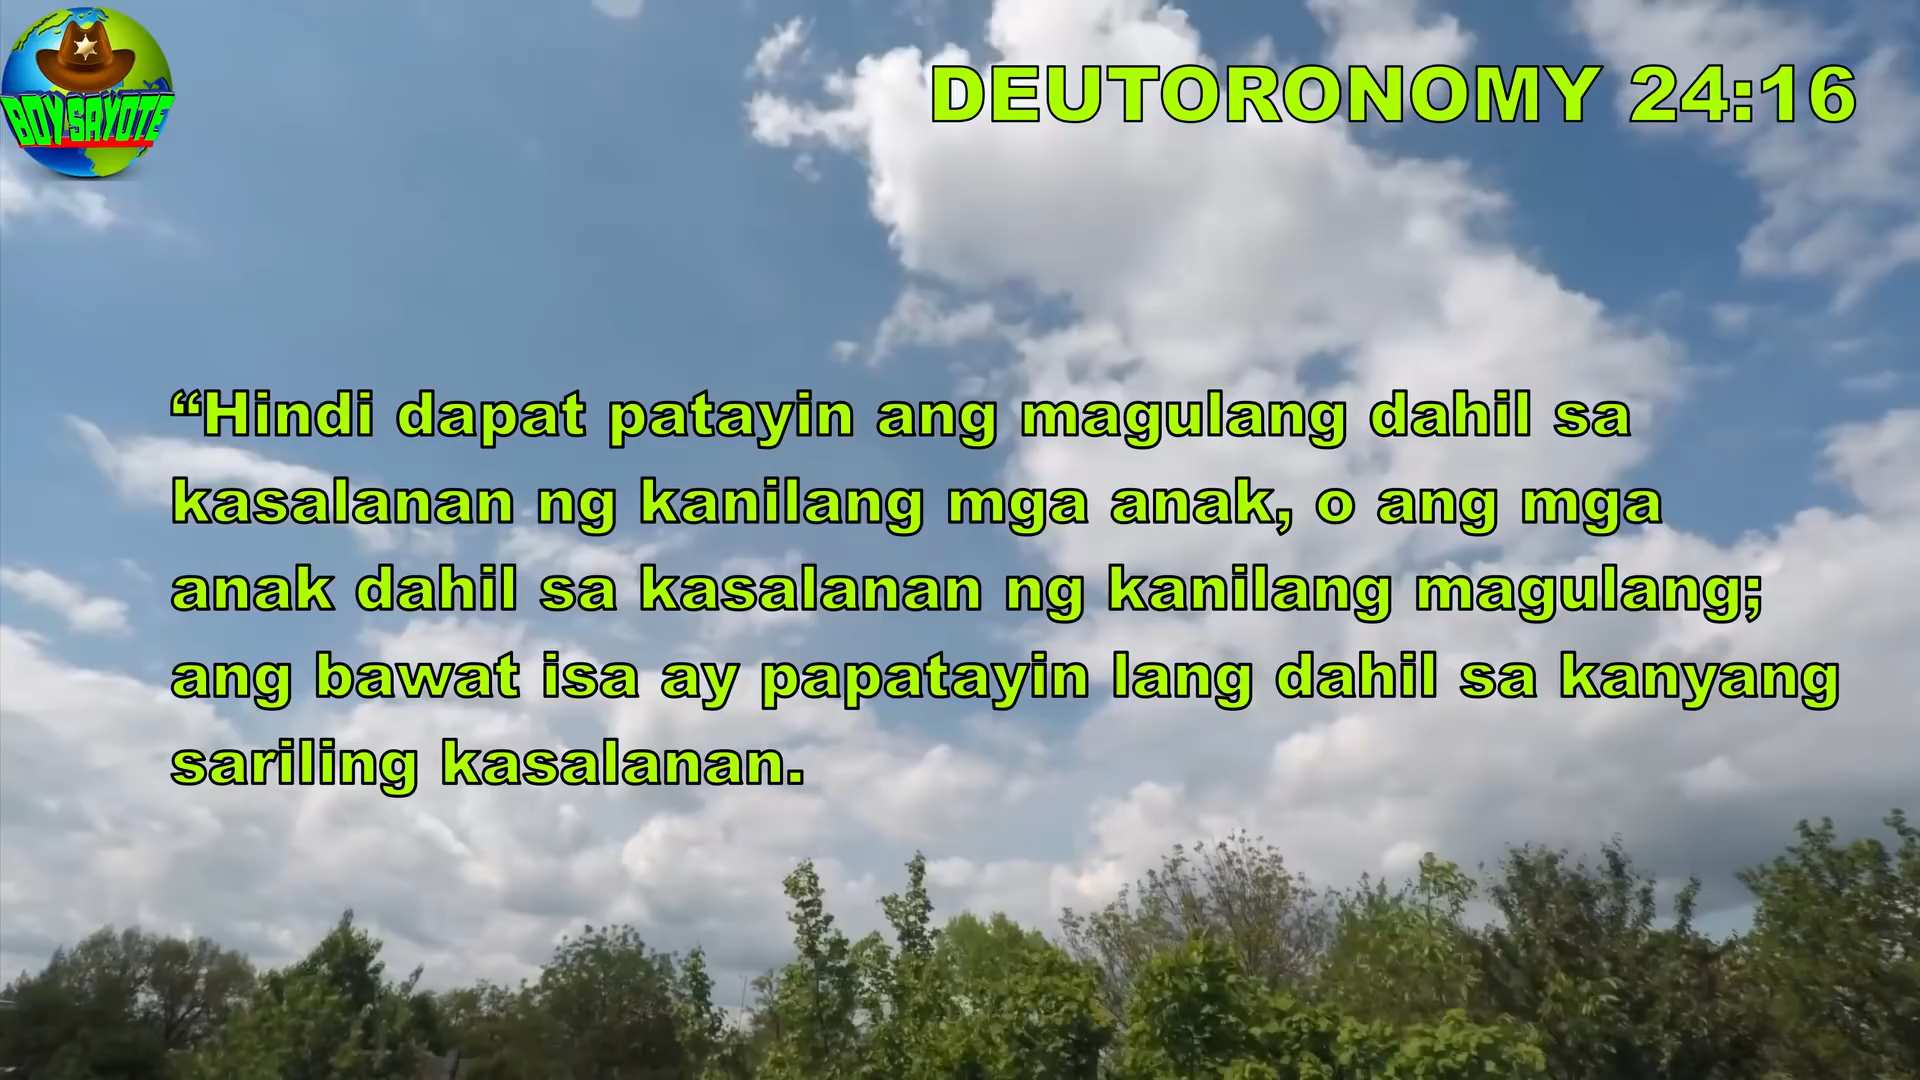 BOY SAYOTE
DEUTORONOMY 24:16
“Hindi dapat patayin ang magulang dahil sa
kasalanan ng kanilang mga anak, o ang mga
anak dahil sa kasalanan ng kanilang magulang;
ang bawat isa ay papatayin lang dahil sa kanyang
sariling kasalanan.